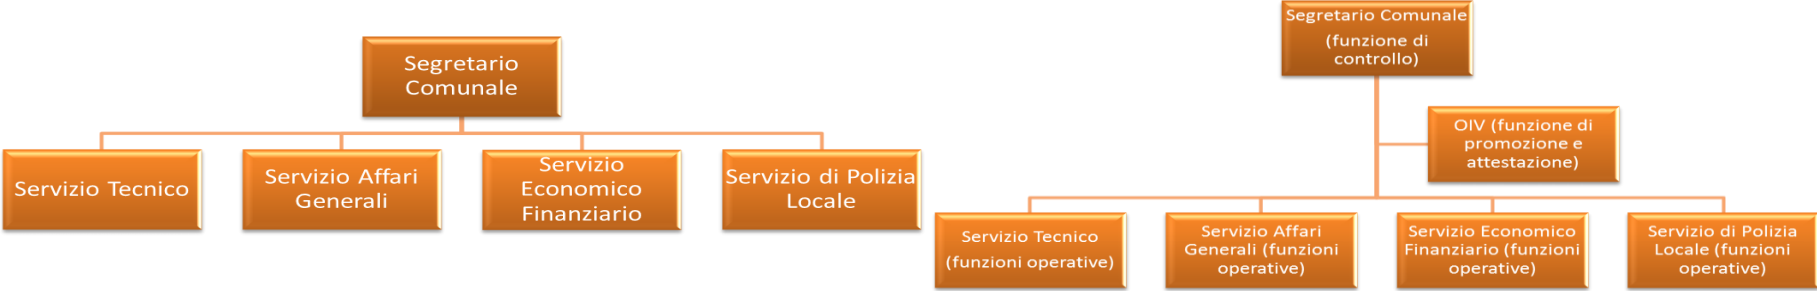 Segretario
Comunale
Servizio Tecnico
Servizio Affari
Generali
Servizio
Economico
Finanziario
Servizio di Polizia
Locale
Segretario Comunale
(funzione di
controllo)
OIV (funzione di
promozione e
attestazione)
Servizio Tecnico
(funzioni operative)
Servizio Affari
Generali (funzioni
operative)
Servizio Economico
Finanziario (funzioni
operative)
Servizio di Polizia
Locale (funzioni
operative)